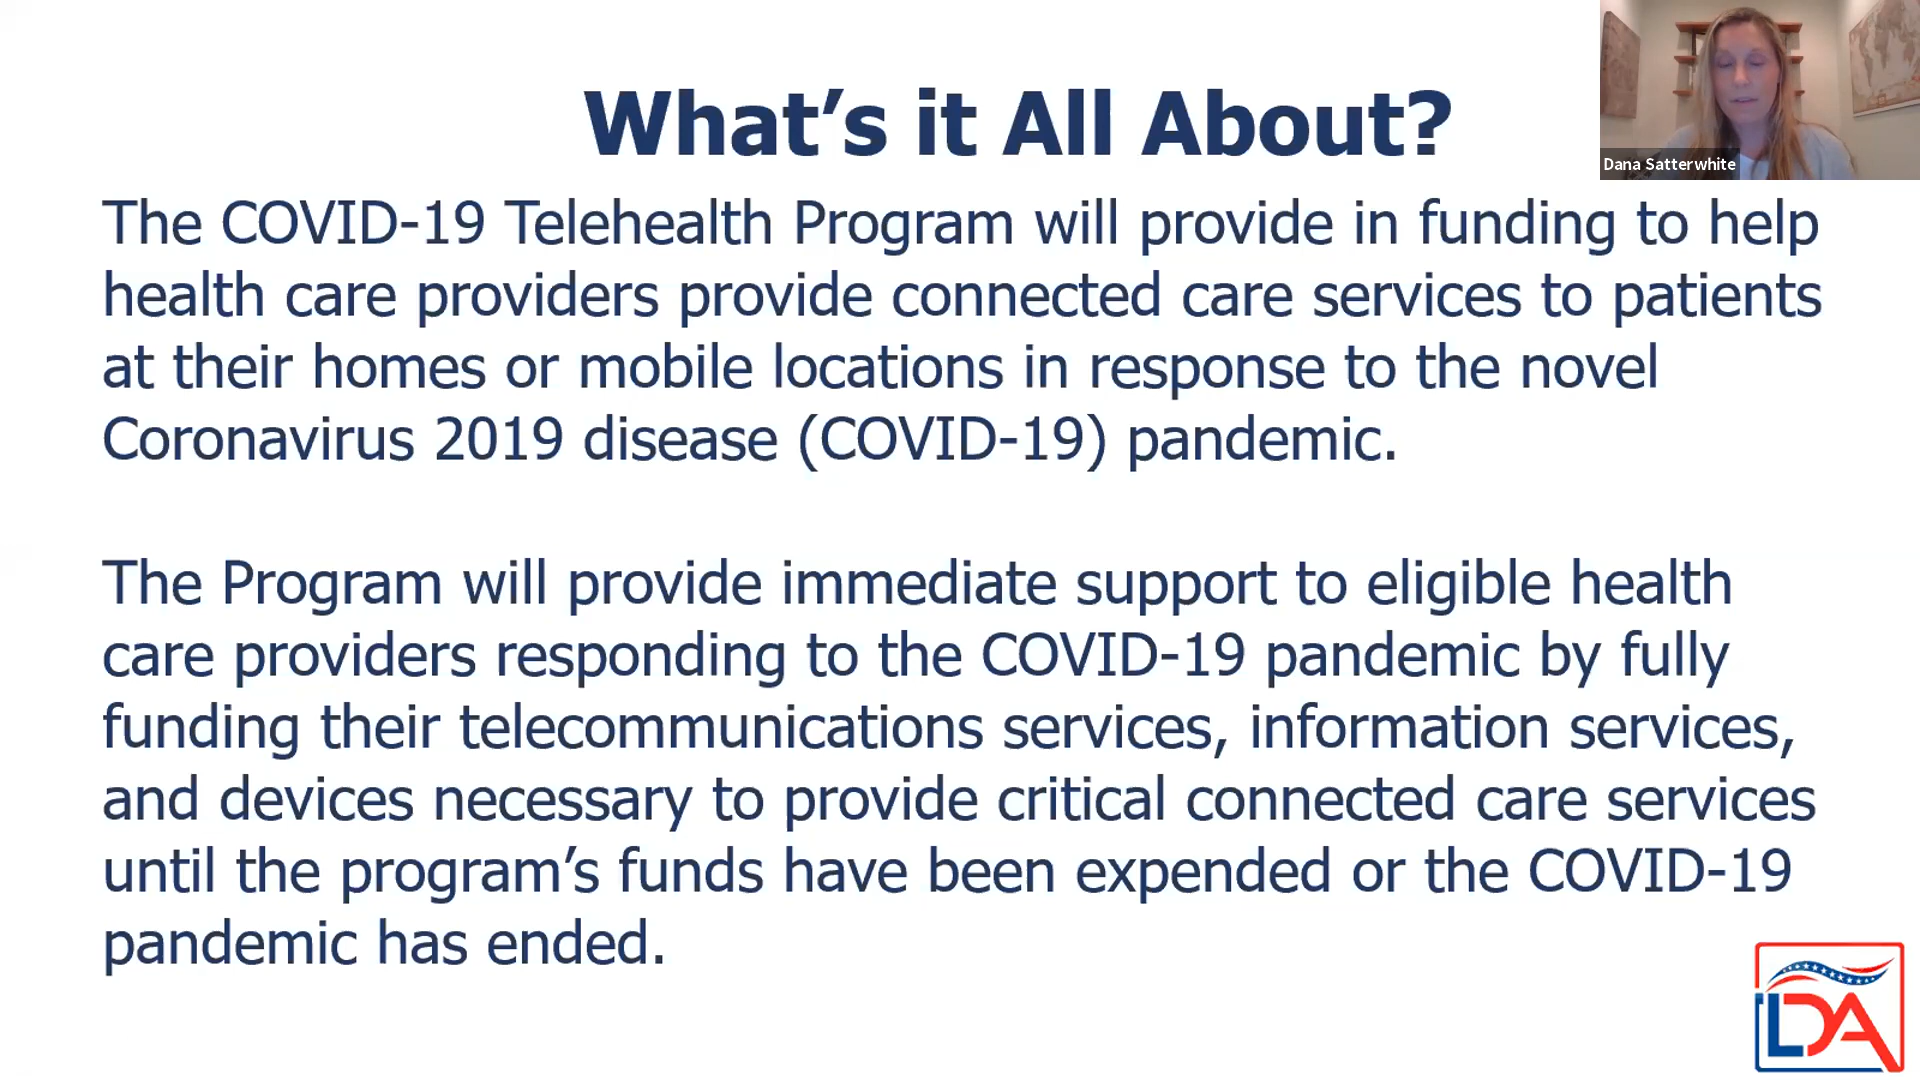 What’s it All About?
Dana Satterwhite
The COVID-19 Telehealth Program will provide in funding to help
health care providers provide connected care services to patients
at their homes or mobile locations in response to the novel
Coronavirus 2019 disease (COVID-19) pandemic.
The Program will provide immediate support to eligible health
care providers responding to the COVID-19 pandemic by fully
funding their telecommunications services, information services,
and devices necessary to provide critical connected care services
until the program’s funds have been expended or the COVID-19
pandemic has ended.
LDA